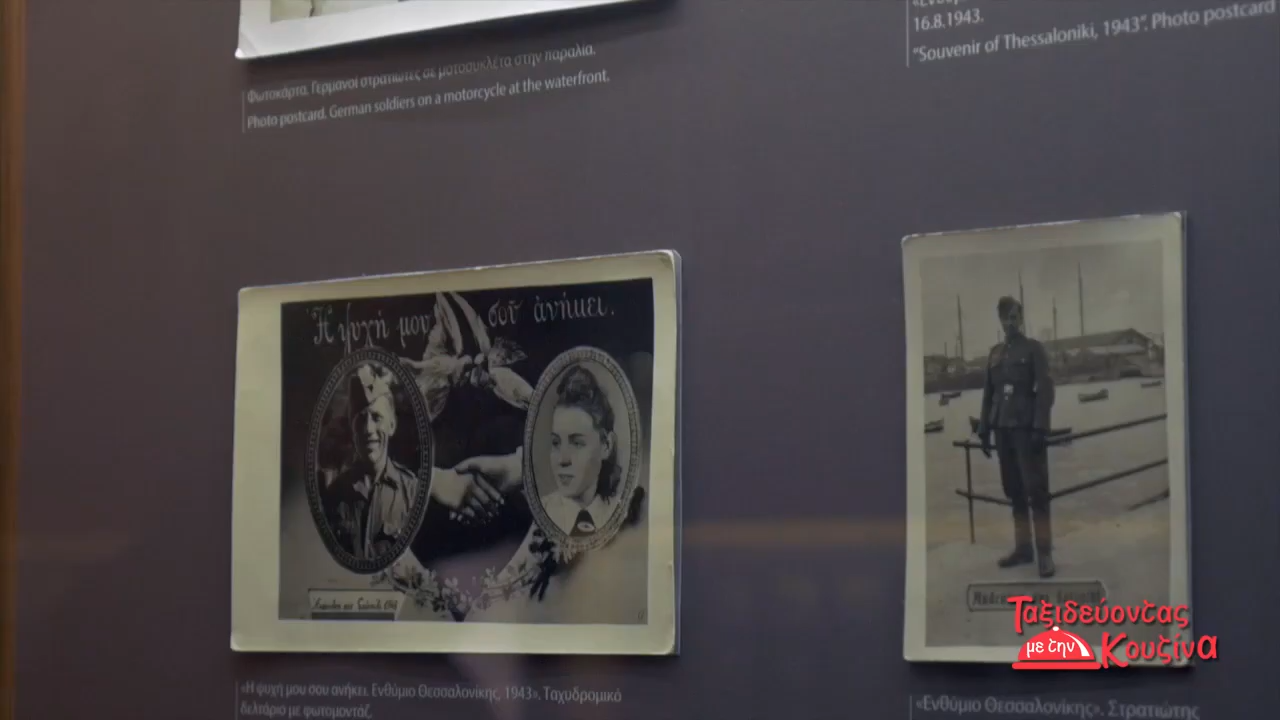 16.8.1943.
"Souvenir of Thessaloniki, 1943". Photo postcard
Φωτοκάρτα. Γερμανοί στρατιώτες σε μοτοσυκλέτα στην παραλία.
Photo postcard. German soldiers on a motorcycle at the waterfront.
Ἡ ψυχή μου σοῦ ἀνήκει.
«Η ψυχή μου σου ανήκει. Ενθύμιο Θεσσαλονίκης, 1943». Ταχυδρομικό
δελτάριο με φωτομοντάζ.
«Ενθύμιο Θεσσαλονίκης». Στρατιώτης
Ταξιδεύοντας
με την Κουζίνα